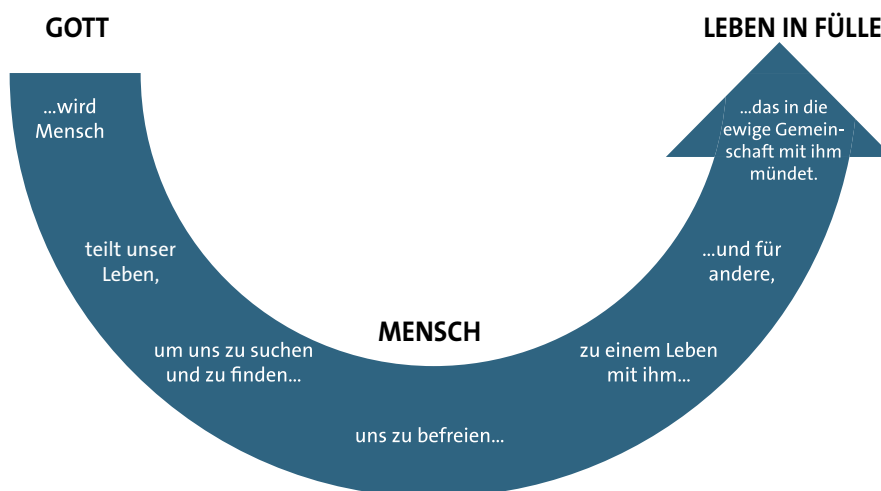 GOTT
LEBEN IN FÜLLE
...wird
Mensch
teilt unser
Leben,
um uns zu suchen
und zu finden...
MENSCH
uns zu befreien...
zu einem Leben
mit ihm...
...und für
andere,
...das in die
ewige Gemein-
schaft mit ihm
mündet.